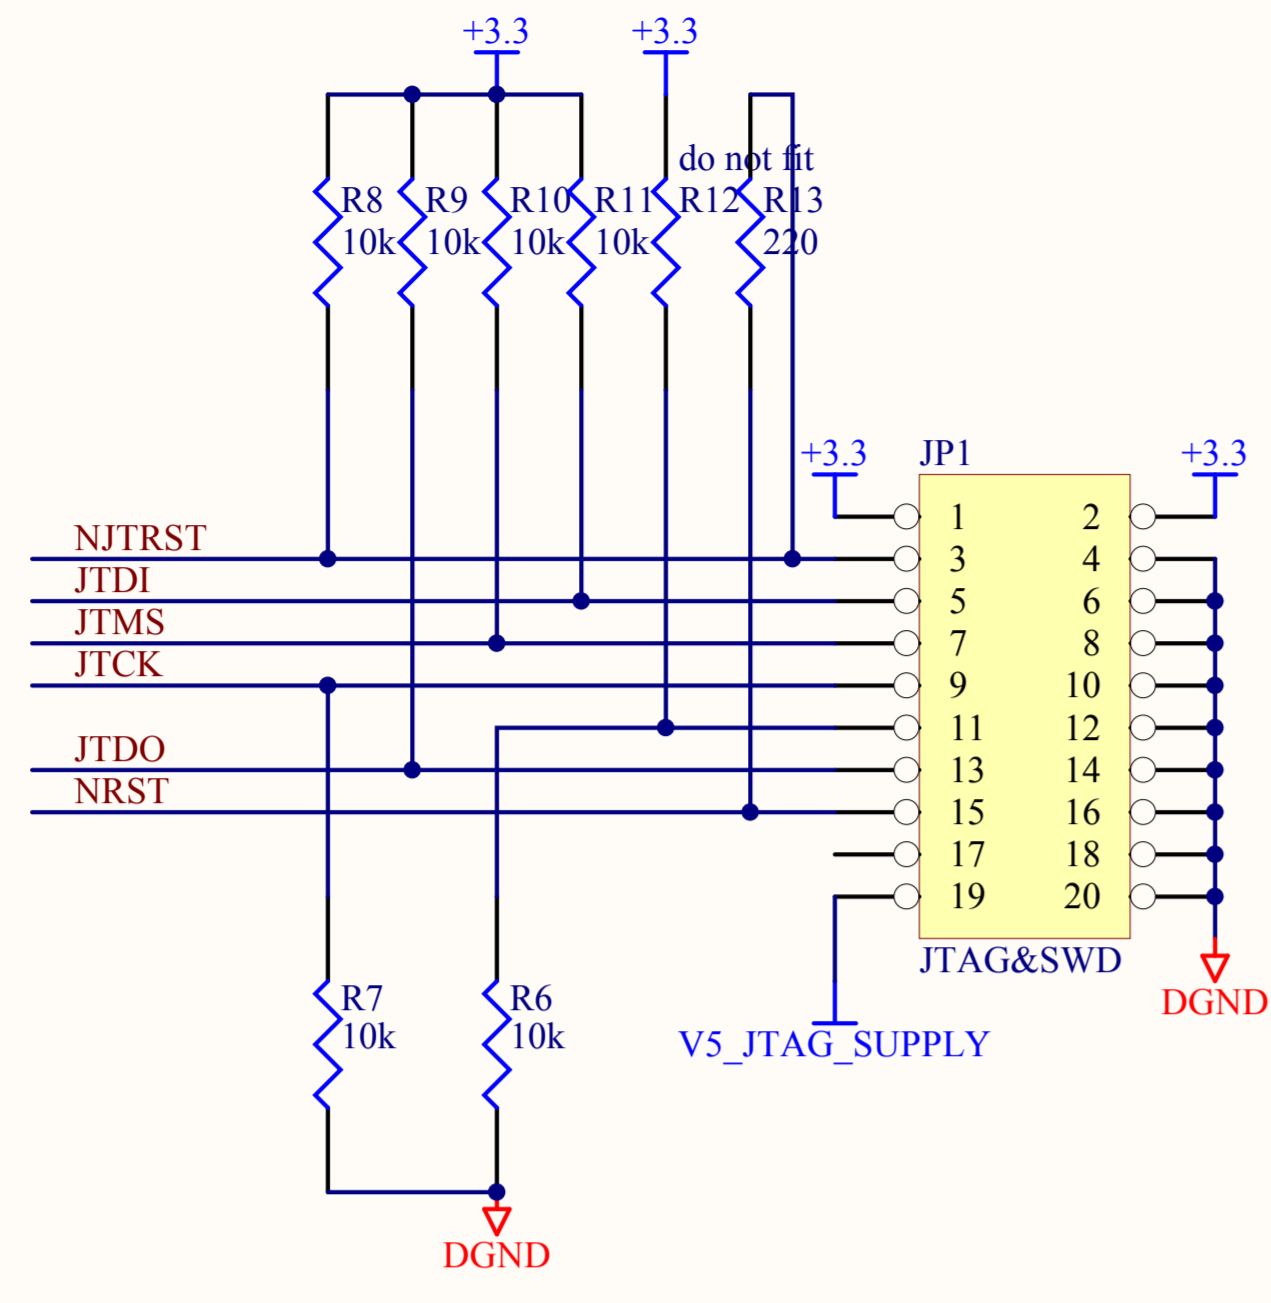 +3.3 +3.3
do not fit
R8 R9 R10 R11 R12 R13
10k 10k 10k 10k 220
+3.3 JP1 +3.3
1 2
NJTRST 3 4
JTDI 5 6
JTMS 7 8
JTCK 9 10
11 12
JTDO 13 14
NRST 15 16
17 18
19 20
JTAG&SWD
R7 R6 DGND
10k 10k
V5_JTAG_SUPPLY
DGND